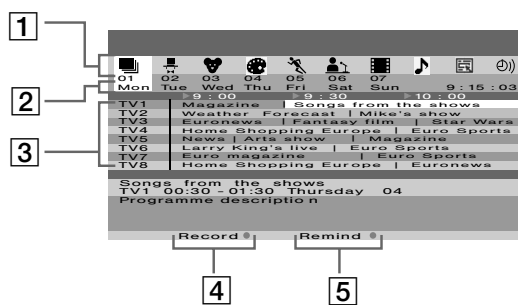 1
01 02 03 04 05 06 07
Mon Tue Wed Thu Fri Sat Sun 9:15:03
2
9:00 9:30 10:00
TV1 Magazine Songs from the shows
TV2 Weather Forecast | Mike's show
TV3 Euronews | Fantasy film | Star Wars
TV4 Home Shopping Europe | Euro Sports
3
TV5 News | Arts show | Magazine
TV6 Larry King's live | Euro Sports
TV7 Euro magazine | Euro Sports
TV8 Home Shopping Europe | Euronews
Songs from the shows
TV1 00:30 - 01:30 Thursday 04
Programme description
Record Remind
4 5